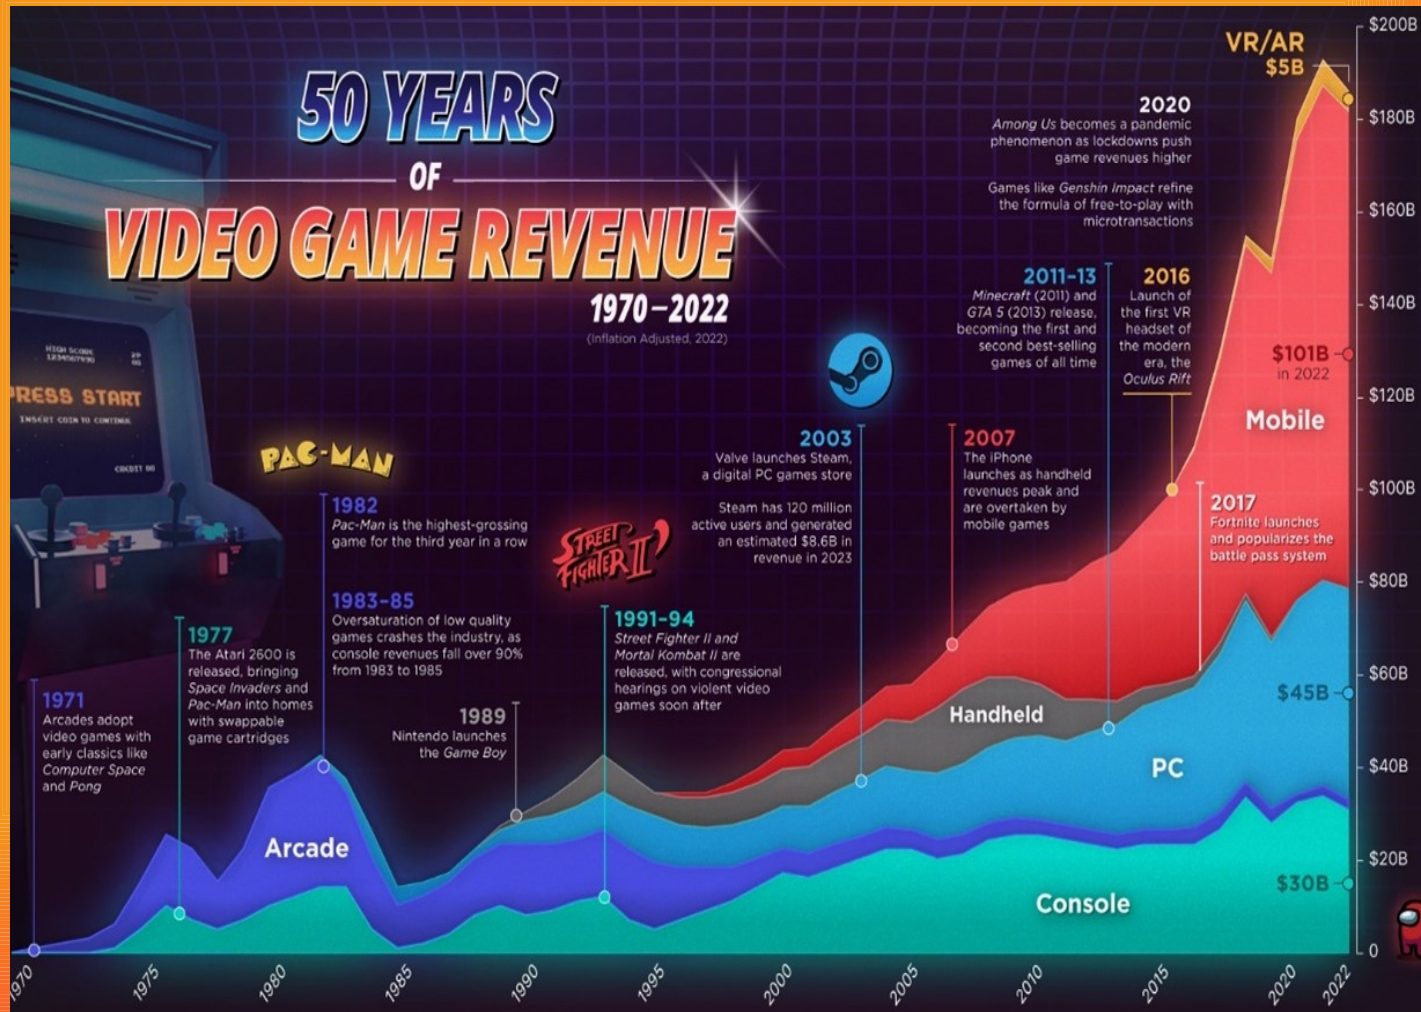 50 YEARS
OF
VIDEO GAME REVENUE
1970–2022
(Inflation Adjusted, 2022)
HIGH SCORE
2P
00
PRESS START
INSERT COIN TO CONTINUE
CREDIT 00
PAC-MAN
1971
Arcades adopt
video games with
early classics like
Computer Space
and Pong
1977
The Atari 2600 is
released, bringing
Space Invaders and
Pac-Man into homes
with swappable
game cartridges
1982
Pac-Man is the highest-grossing
game for the third year in a row
1983–85
Oversaturation of low quality
games crashes the industry, as
console revenues fall over 90%
from 1983 to 1985
1989
Nintendo launches
the Game Boy
STREET
FIGHTER II'
1991–94
Street Fighter II and
Mortal Kombat II are
released, with congressional
hearings on violent video
games soon after
2003
Valve launches Steam,
a digital PC games store
Steam has 120 million
active users and generated
an estimated $8.6B in
revenue in 2023
2007
The iPhone
launches as handheld
revenues peak and
are overtaken by
mobile games
2011–13
Minecraft (2011) and
GTA 5 (2013) release,
becoming the first and
second best-selling
games of all time
2016
Launch of
the first VR
headset of
the modern
era, the
Oculus Rift
2017
Fortnite launches
and popularizes the
battle pass system
2020
Among Us becomes a pandemic
phenomenon as lockdowns push
game revenues higher
Games like Genshin Impact refine
the formula of free-to-play with
microtransactions
VR/AR
$5B
$101B
in 2022
Mobile
Handheld
$45B
PC
Arcade
$30B
Console
$200B
$180B
$160B
$140B
$120B
$100B
$80B
$60B
$40B
$20B
0
1970
1975
1980
1985
1990
1995
2000
2005
2010
2015
2020
2022